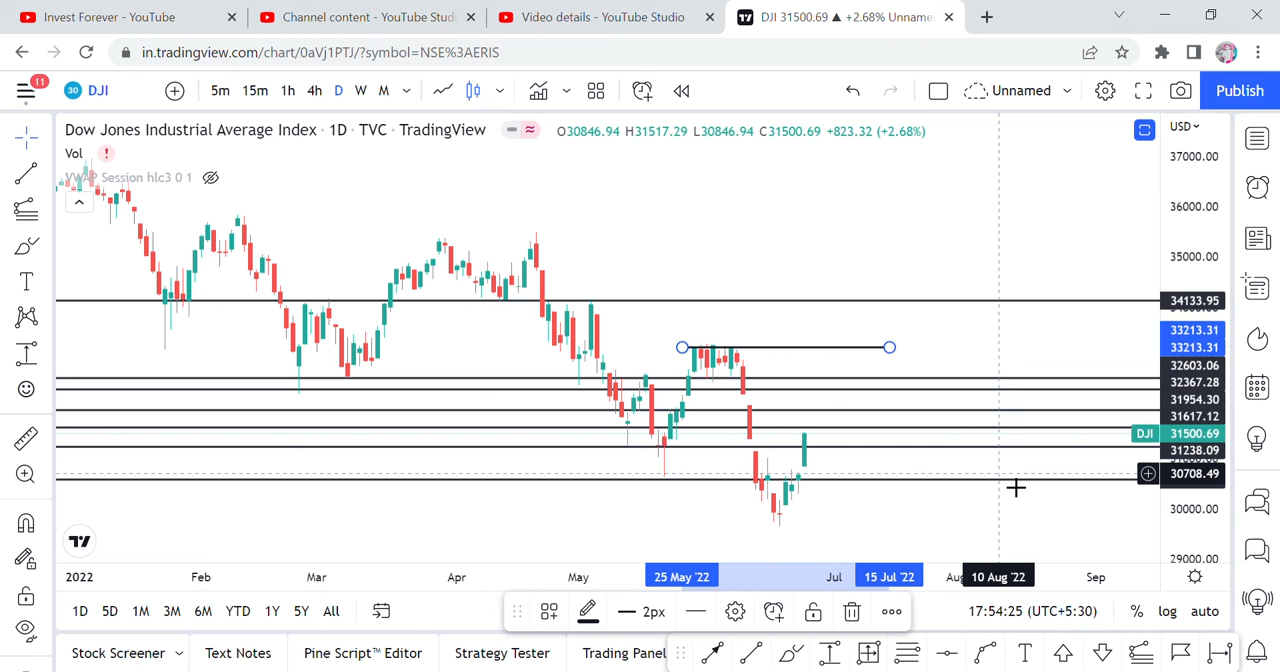 Invest Forever - YouTube
Channel content - YouTube Studi
Video details - YouTube Studio
DJI 31500.69 ▲ +2.68% Unname
in.tradingview.com/chart/0aVj1PTJ/?symbol=NSE%3AERIS
11
30 DJI
5m 15m 1h 4h D W M
Unnamed
Publish
Dow Jones Industrial Average Index · 1D · TVC · TradingView
O30846.94 H31517.29 L30846.94 C31500.69 +823.32 (+2.68%)
USD
Vol
VWAP Session hlc3 0 1
37000.00
36000.00
35000.00
34133.95
33213.31
33213.31
32603.06
32367.28
31954.30
31617.12
DJI 31500.69
31238.09
30708.49
30000.00
29000.00
2022 Feb Mar Apr May 25 May '22 Jul 15 Jul '22 Aug 10 Aug '22 Sep
1D 5D 1M 3M 6M YTD 1Y 5Y All
2px
17:54:25 (UTC+5:30)
% log auto
Stock Screener
Text Notes
Pine Script™ Editor
Strategy Tester
Trading Panel